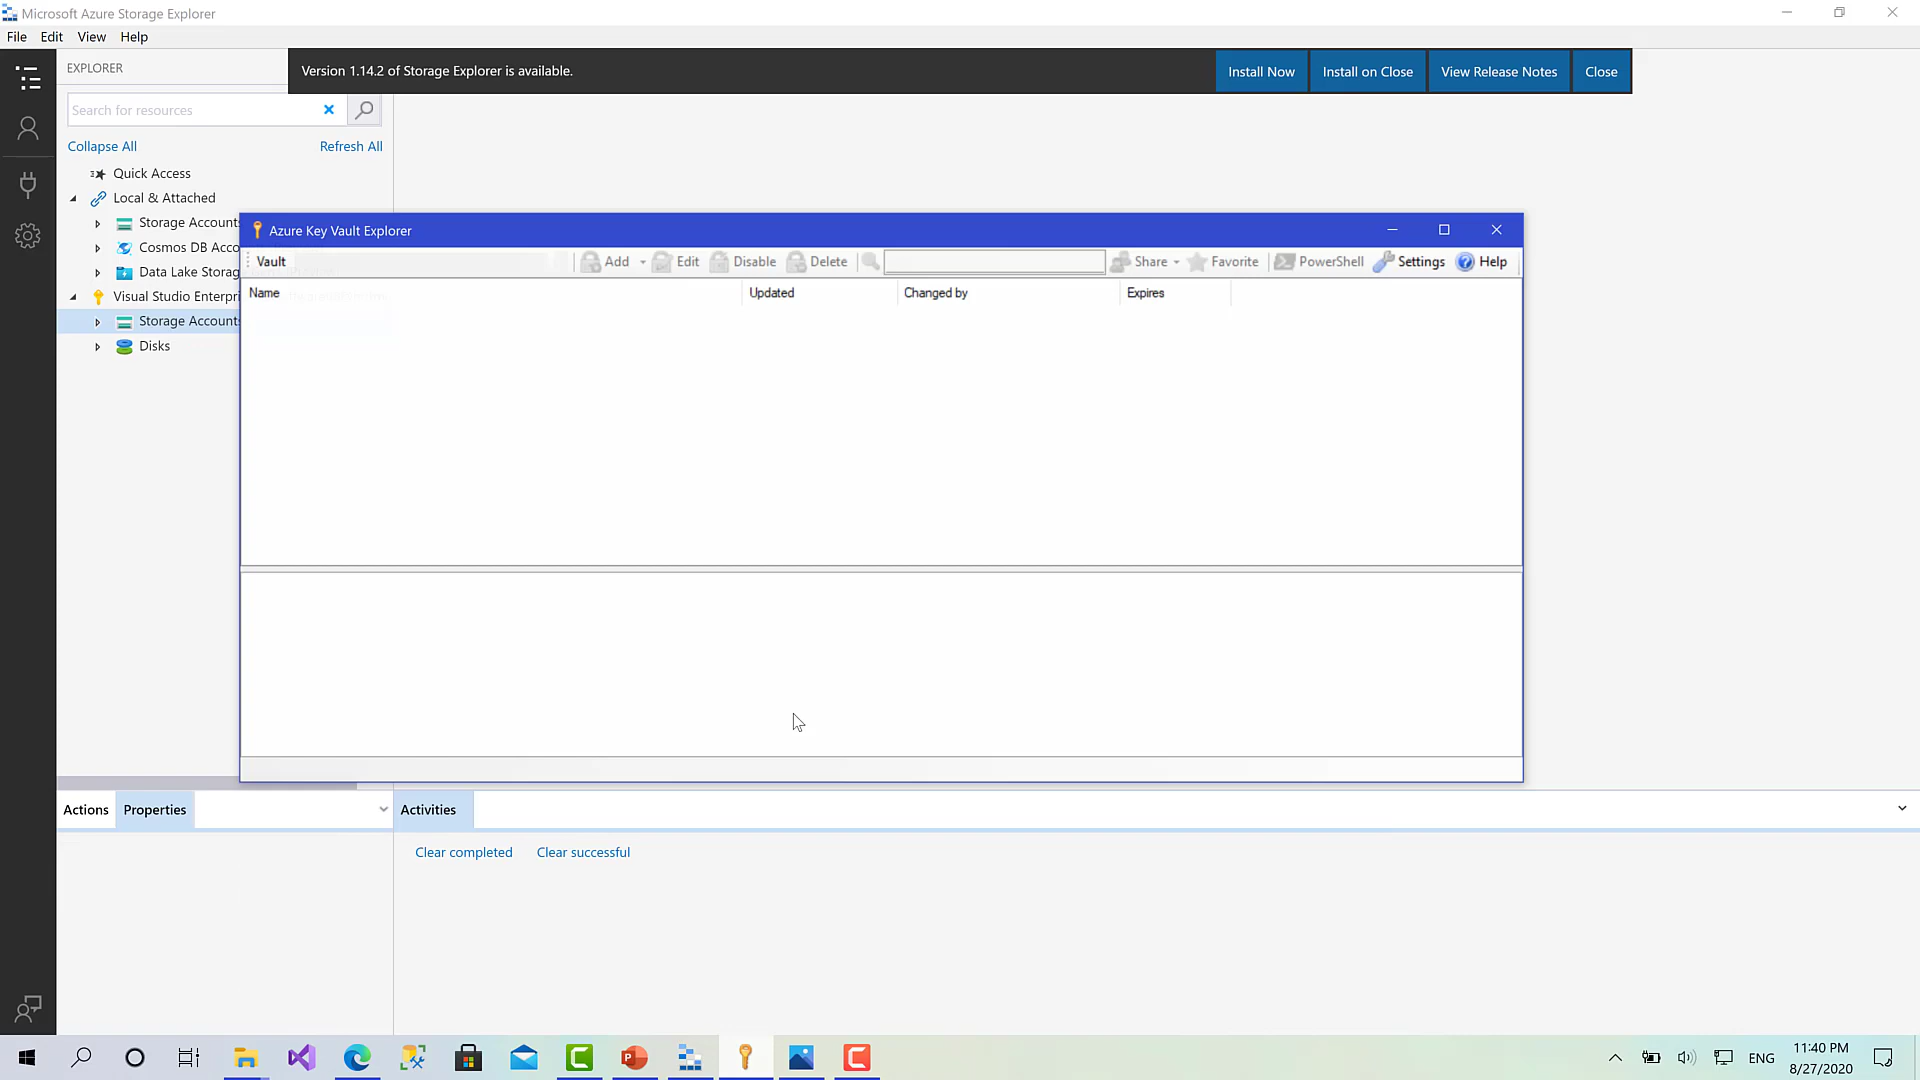 Microsoft Azure Storage Explorer
File Edit View Help
EXPLORER
Version 1.14.2 of Storage Explorer is available.
Install Now Install on Close View Release Notes Close
Search for resources
Collapse All Refresh All
Quick Access
Local & Attached
Storage Accounts
Cosmos DB Acco
Data Lake Storag
Visual Studio Enterpri
Storage Accounts
Disks
Azure Key Vault Explorer
Vault Add Edit Disable Delete Share Favorite PowerShell Settings Help
Name Updated Changed by Expires
Actions Properties
Activities
Clear completed Clear successful
ENG
11:40 PM
8/27/2020